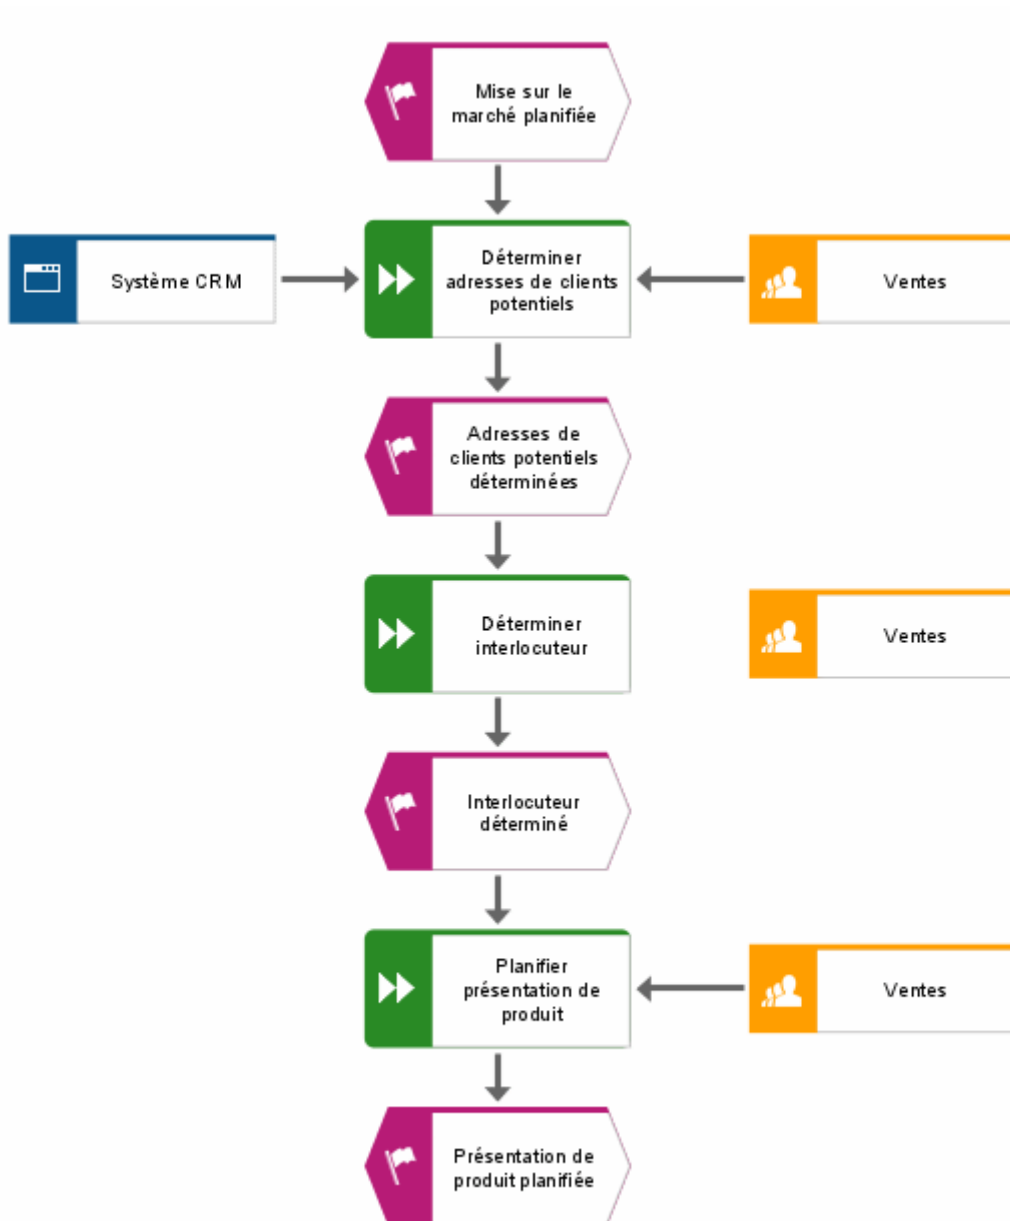 Mise sur le
marché planifiée
Système CRM
Déterminer
adresses de clients
potentiels
Ventes
Adresses de
clients potentiels
déterminées
Déterminer
interlocuteur
Ventes
Interlocuteur
déterminé
Planifier
présentation de
produit
Ventes
Présentation de
produit planifiée